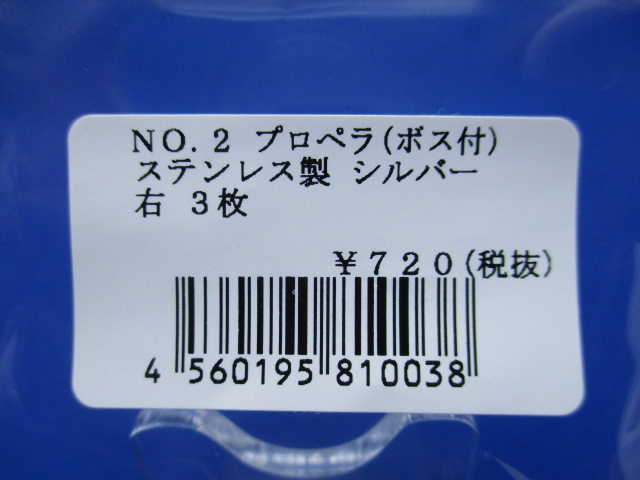 NO.2 プロペラ(ボス付)
ステンレス製 シルバー
右 3枚
¥720(税抜)
4 560195 810038